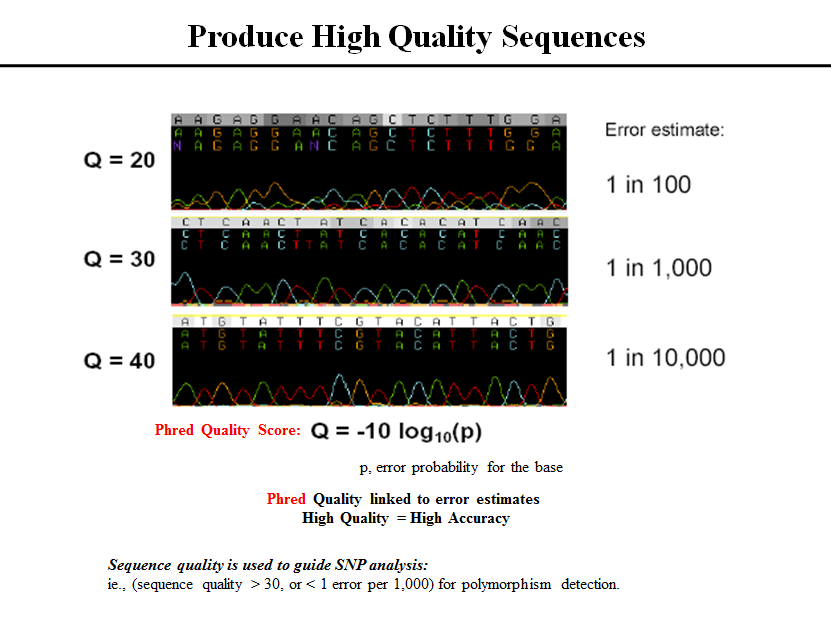 Produce High Quality Sequences
Error estimate:
A A G A G G A A C A G C T C T T T G G A
A A G A G G A A C A G C T C T T T G G A
N A G A G G A N C A G C T C T T T G G A
Q = 20
1 in 100
C T C A A C T A T C A C A C A T C A A C
C T C A A C T A T C A C A C A T C A A C
C T C A A C T T A T C A C A C A T C A A C
Q = 30
1 in 1,000
A T G T A T T T C G T A C A T T A C T G
A T G T A T T T C G T A C A T T A C T G
A T G T A T T T C G T A C A T T A C T G
Q = 40
1 in 10,000
Phred Quality Score: Q = -10 log₁₀(p)
p, error probability for the base
Phred Quality linked to error estimates
High Quality = High Accuracy
Sequence quality is used to guide SNP analysis:
ie., (sequence quality > 30, or < 1 error per 1,000) for polymorphism detection.